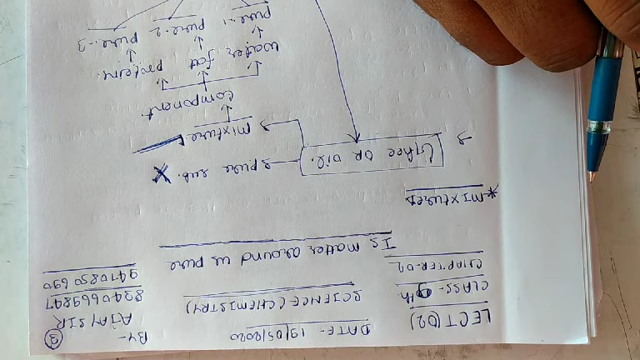 ②
LECT(02)
DATE- 19/05/2020
By-
AJAY SIR
CLASS- 9th
SCIENCE(CHEMISTRY)
CHAPTER:02
Is matter around us pure
*Mixtures
→ Ghee or oil.
pure sub. X
mixture
component
water, fat protein.
pure-1 pure-2 pure-3